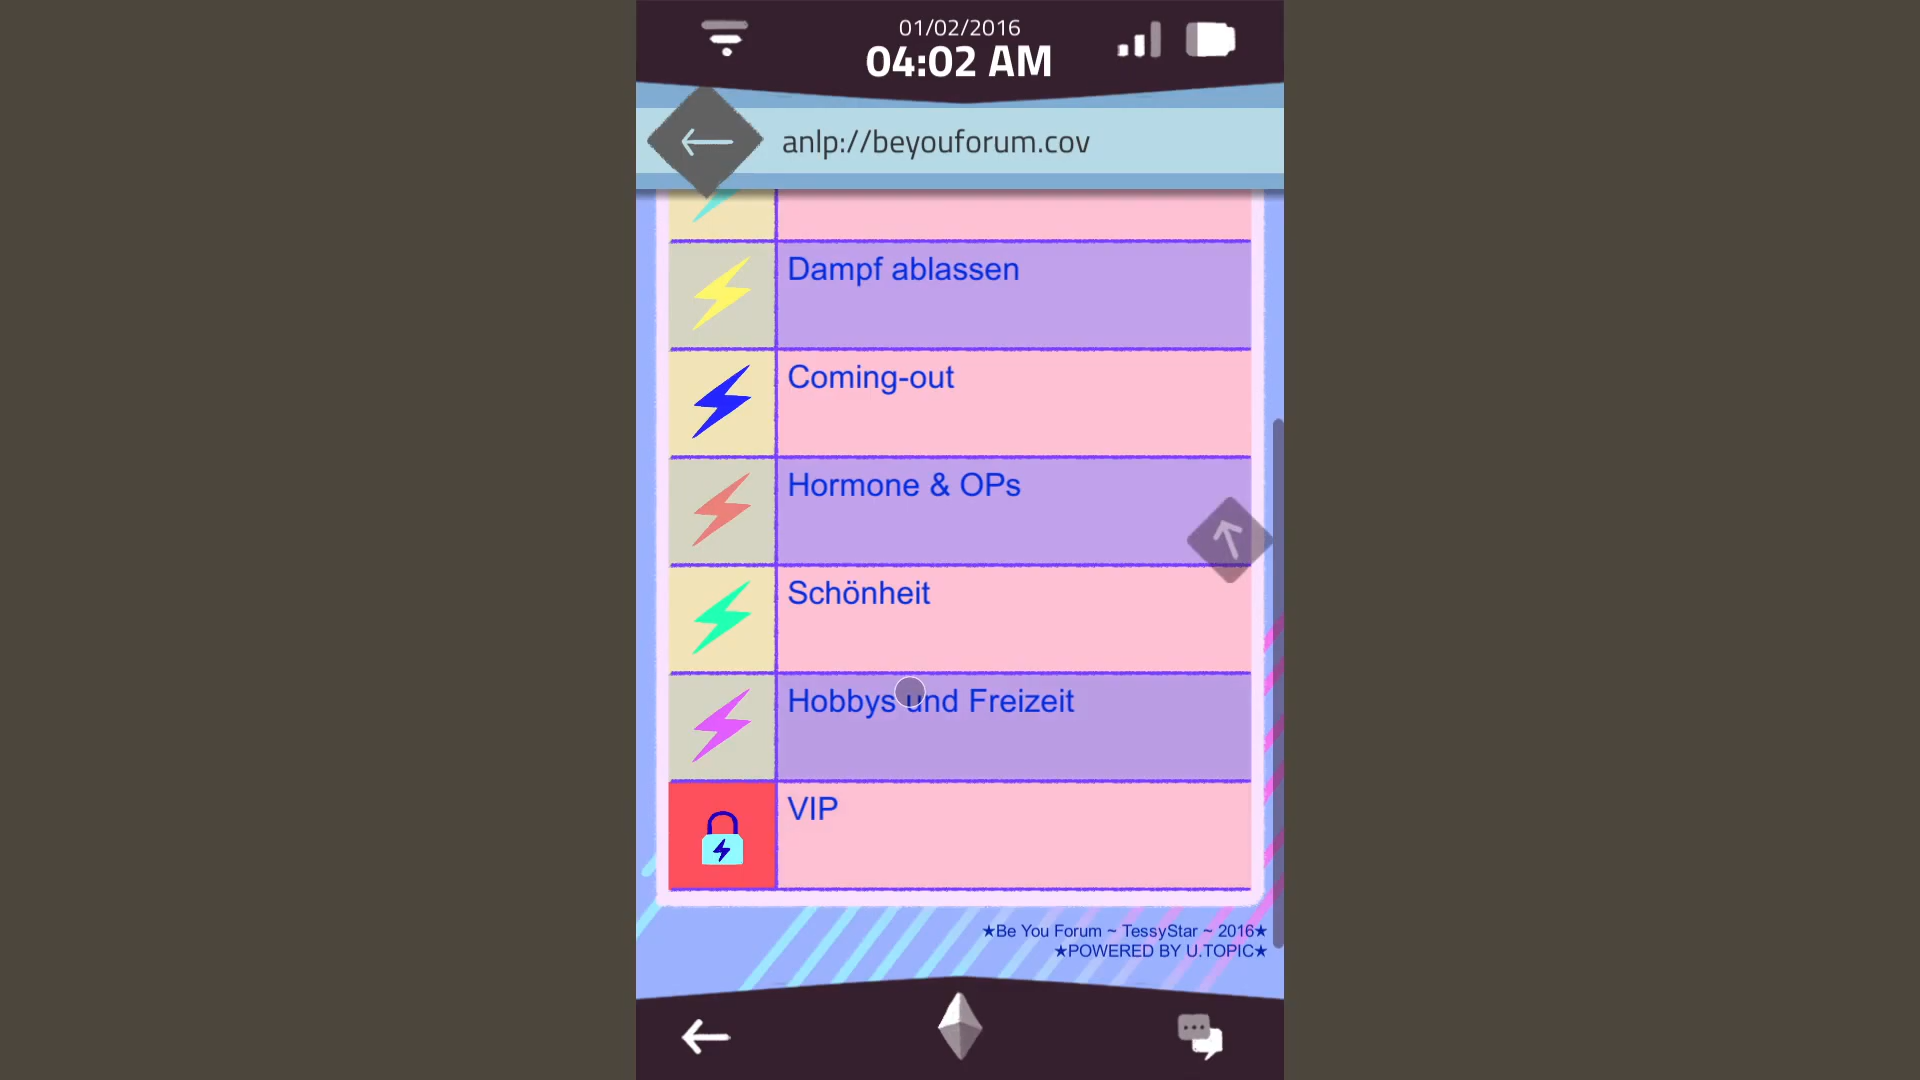 01/02/2016
04:02 AM
anlp://beyouforum.cov
Dampf ablassen
Coming-out
Hormone & OPs
Schönheit
Hobbys und Freizeit
VIP
★Be You Forum ~ TessyStar ~ 2016★
★POWERED BY U.TOPIC★